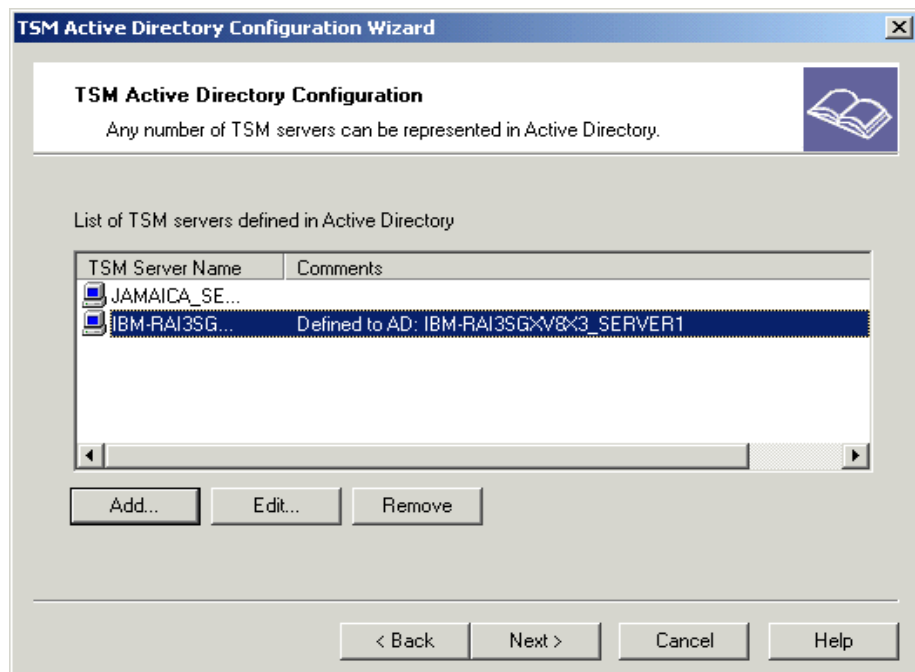 TSM Active Directory Configuration Wizard
TSM Active Directory Configuration
Any number of TSM servers can be represented in Active Directory.
List of TSM servers defined in Active Directory
TSM Server Name Comments
JAMAICA_SE...
IBM-RAI3SG... Defined to AD: IBM-RAI3SGXV8X3_SERVER1
Add... Edit... Remove
< Back Next > Cancel Help